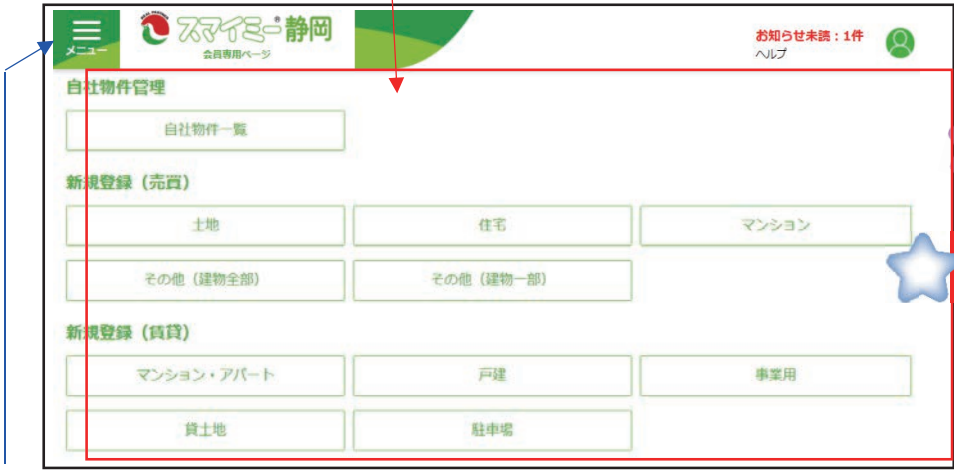 メニュー
スマイミー®静岡
会員専用ページ
お知らせ未読：1件
ヘルプ
自社物件管理
自社物件一覧
新規登録（売買）
土地 住宅 マンション
その他（建物全部） その他（建物一部）
新規登録（賃貸）
マンション・アパート 戸建 事業用
貸土地 駐車場